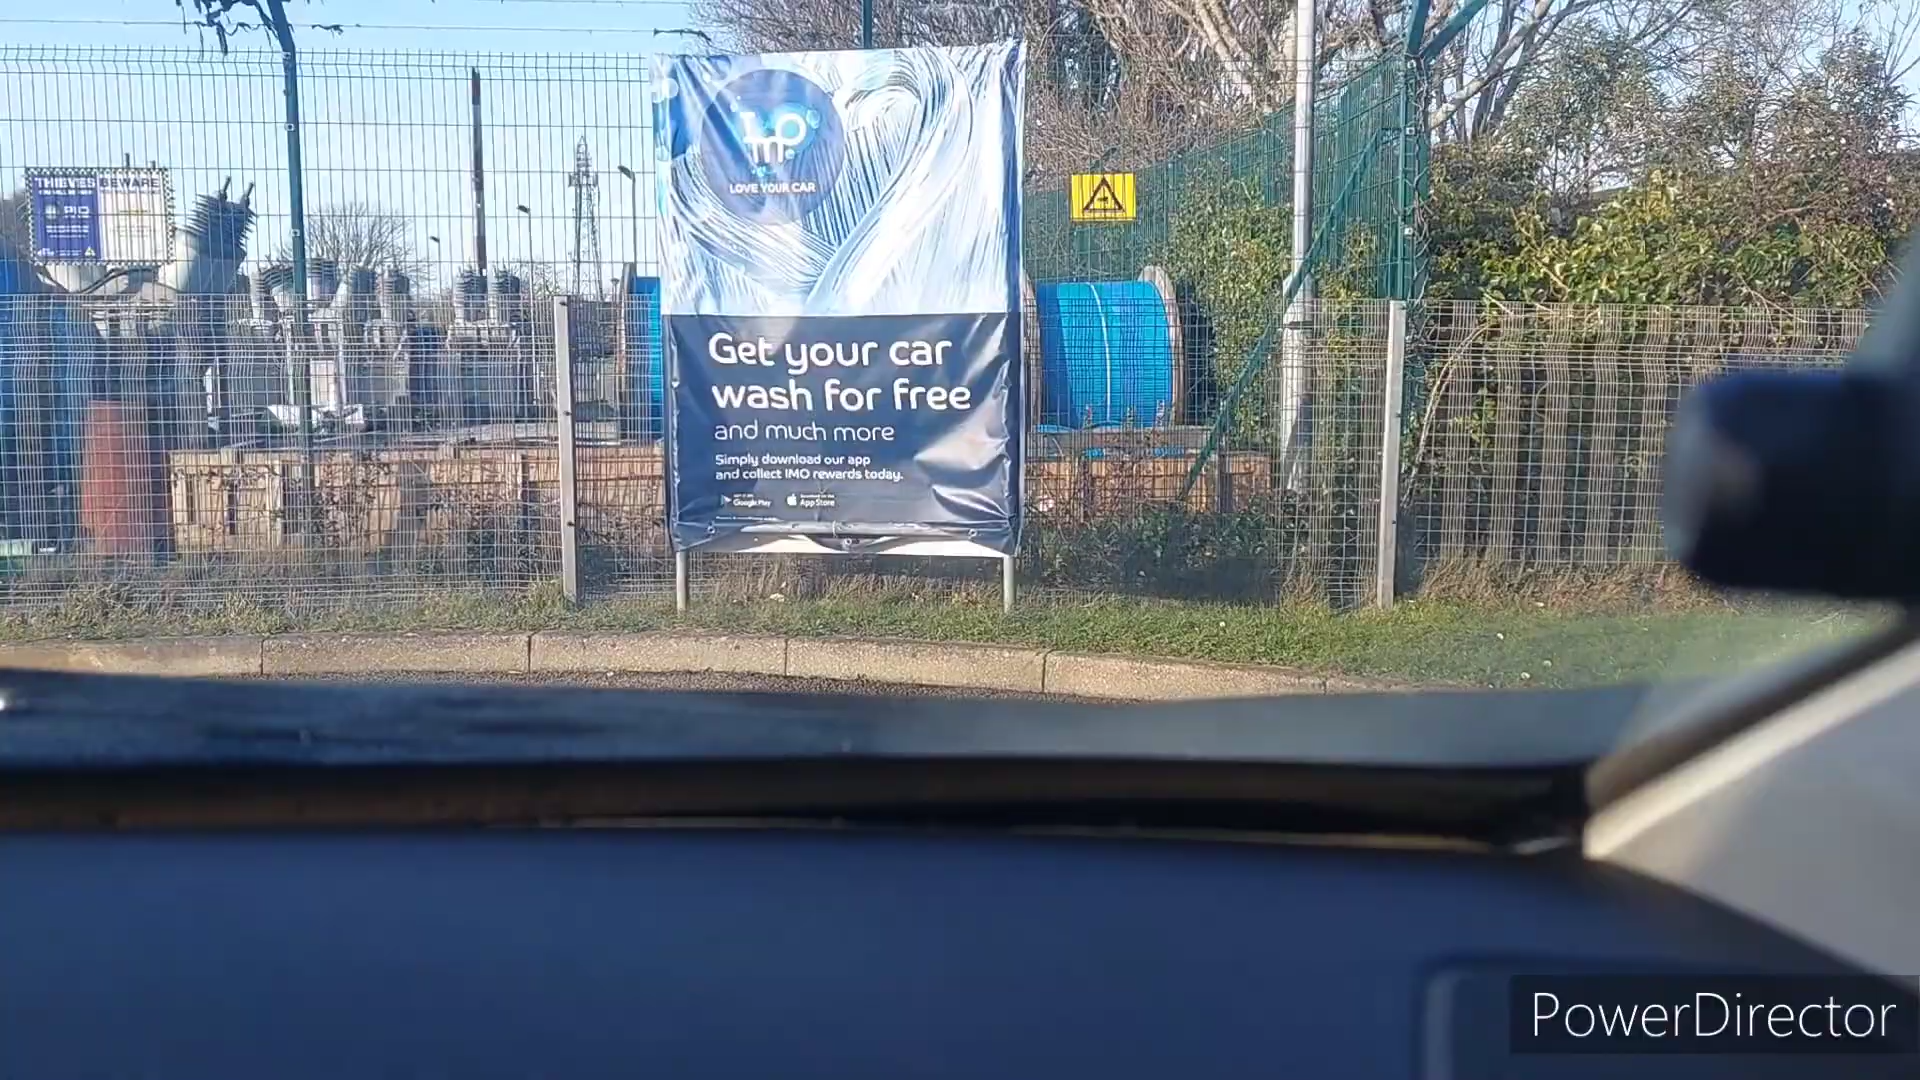 THIEVES BEWARE
imo
LOVE YOUR CAR
Get your car
wash for free
and much more
Simply download our app
and collect IMO rewards today.
Google Play
App Store
PowerDirector